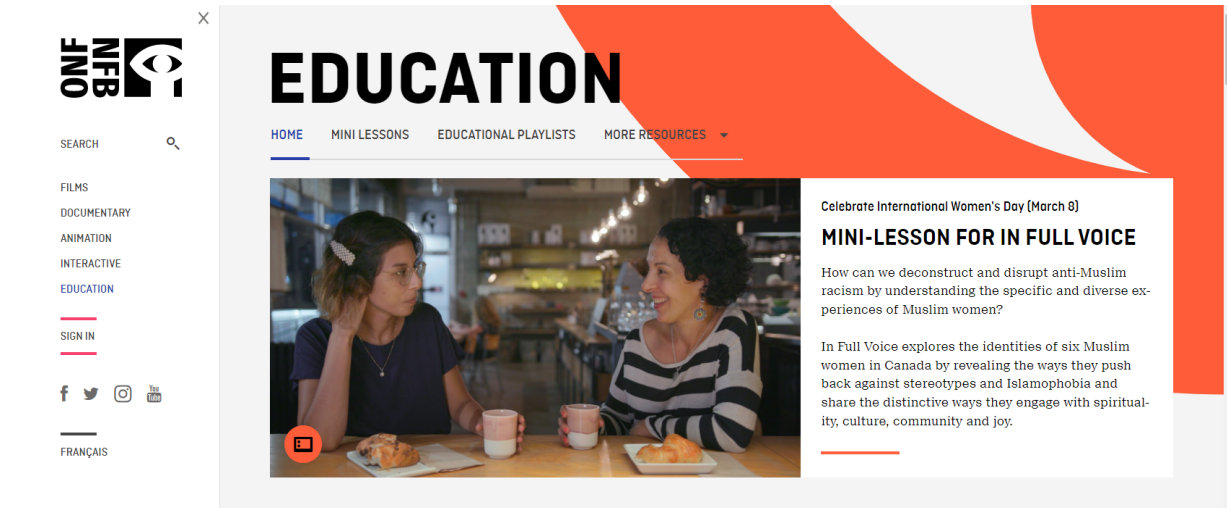 ONF
NFB
SEARCH
FILMS
DOCUMENTARY
ANIMATION
INTERACTIVE
EDUCATION
SIGN IN
You
Tube
FRANÇAIS
EDUCATION
HOME
MINI LESSONS
EDUCATIONAL PLAYLISTS
MORE RESOURCES
Celebrate International Women's Day (March 8)
MINI-LESSON FOR IN FULL VOICE
How can we deconstruct and disrupt anti-Muslim
racism by understanding the specific and diverse ex-
periences of Muslim women?
In Full Voice explores the identities of six Muslim
women in Canada by revealing the ways they push
back against stereotypes and Islamophobia and
share the distinctive ways they engage with spiritual-
ity, culture, community and joy.